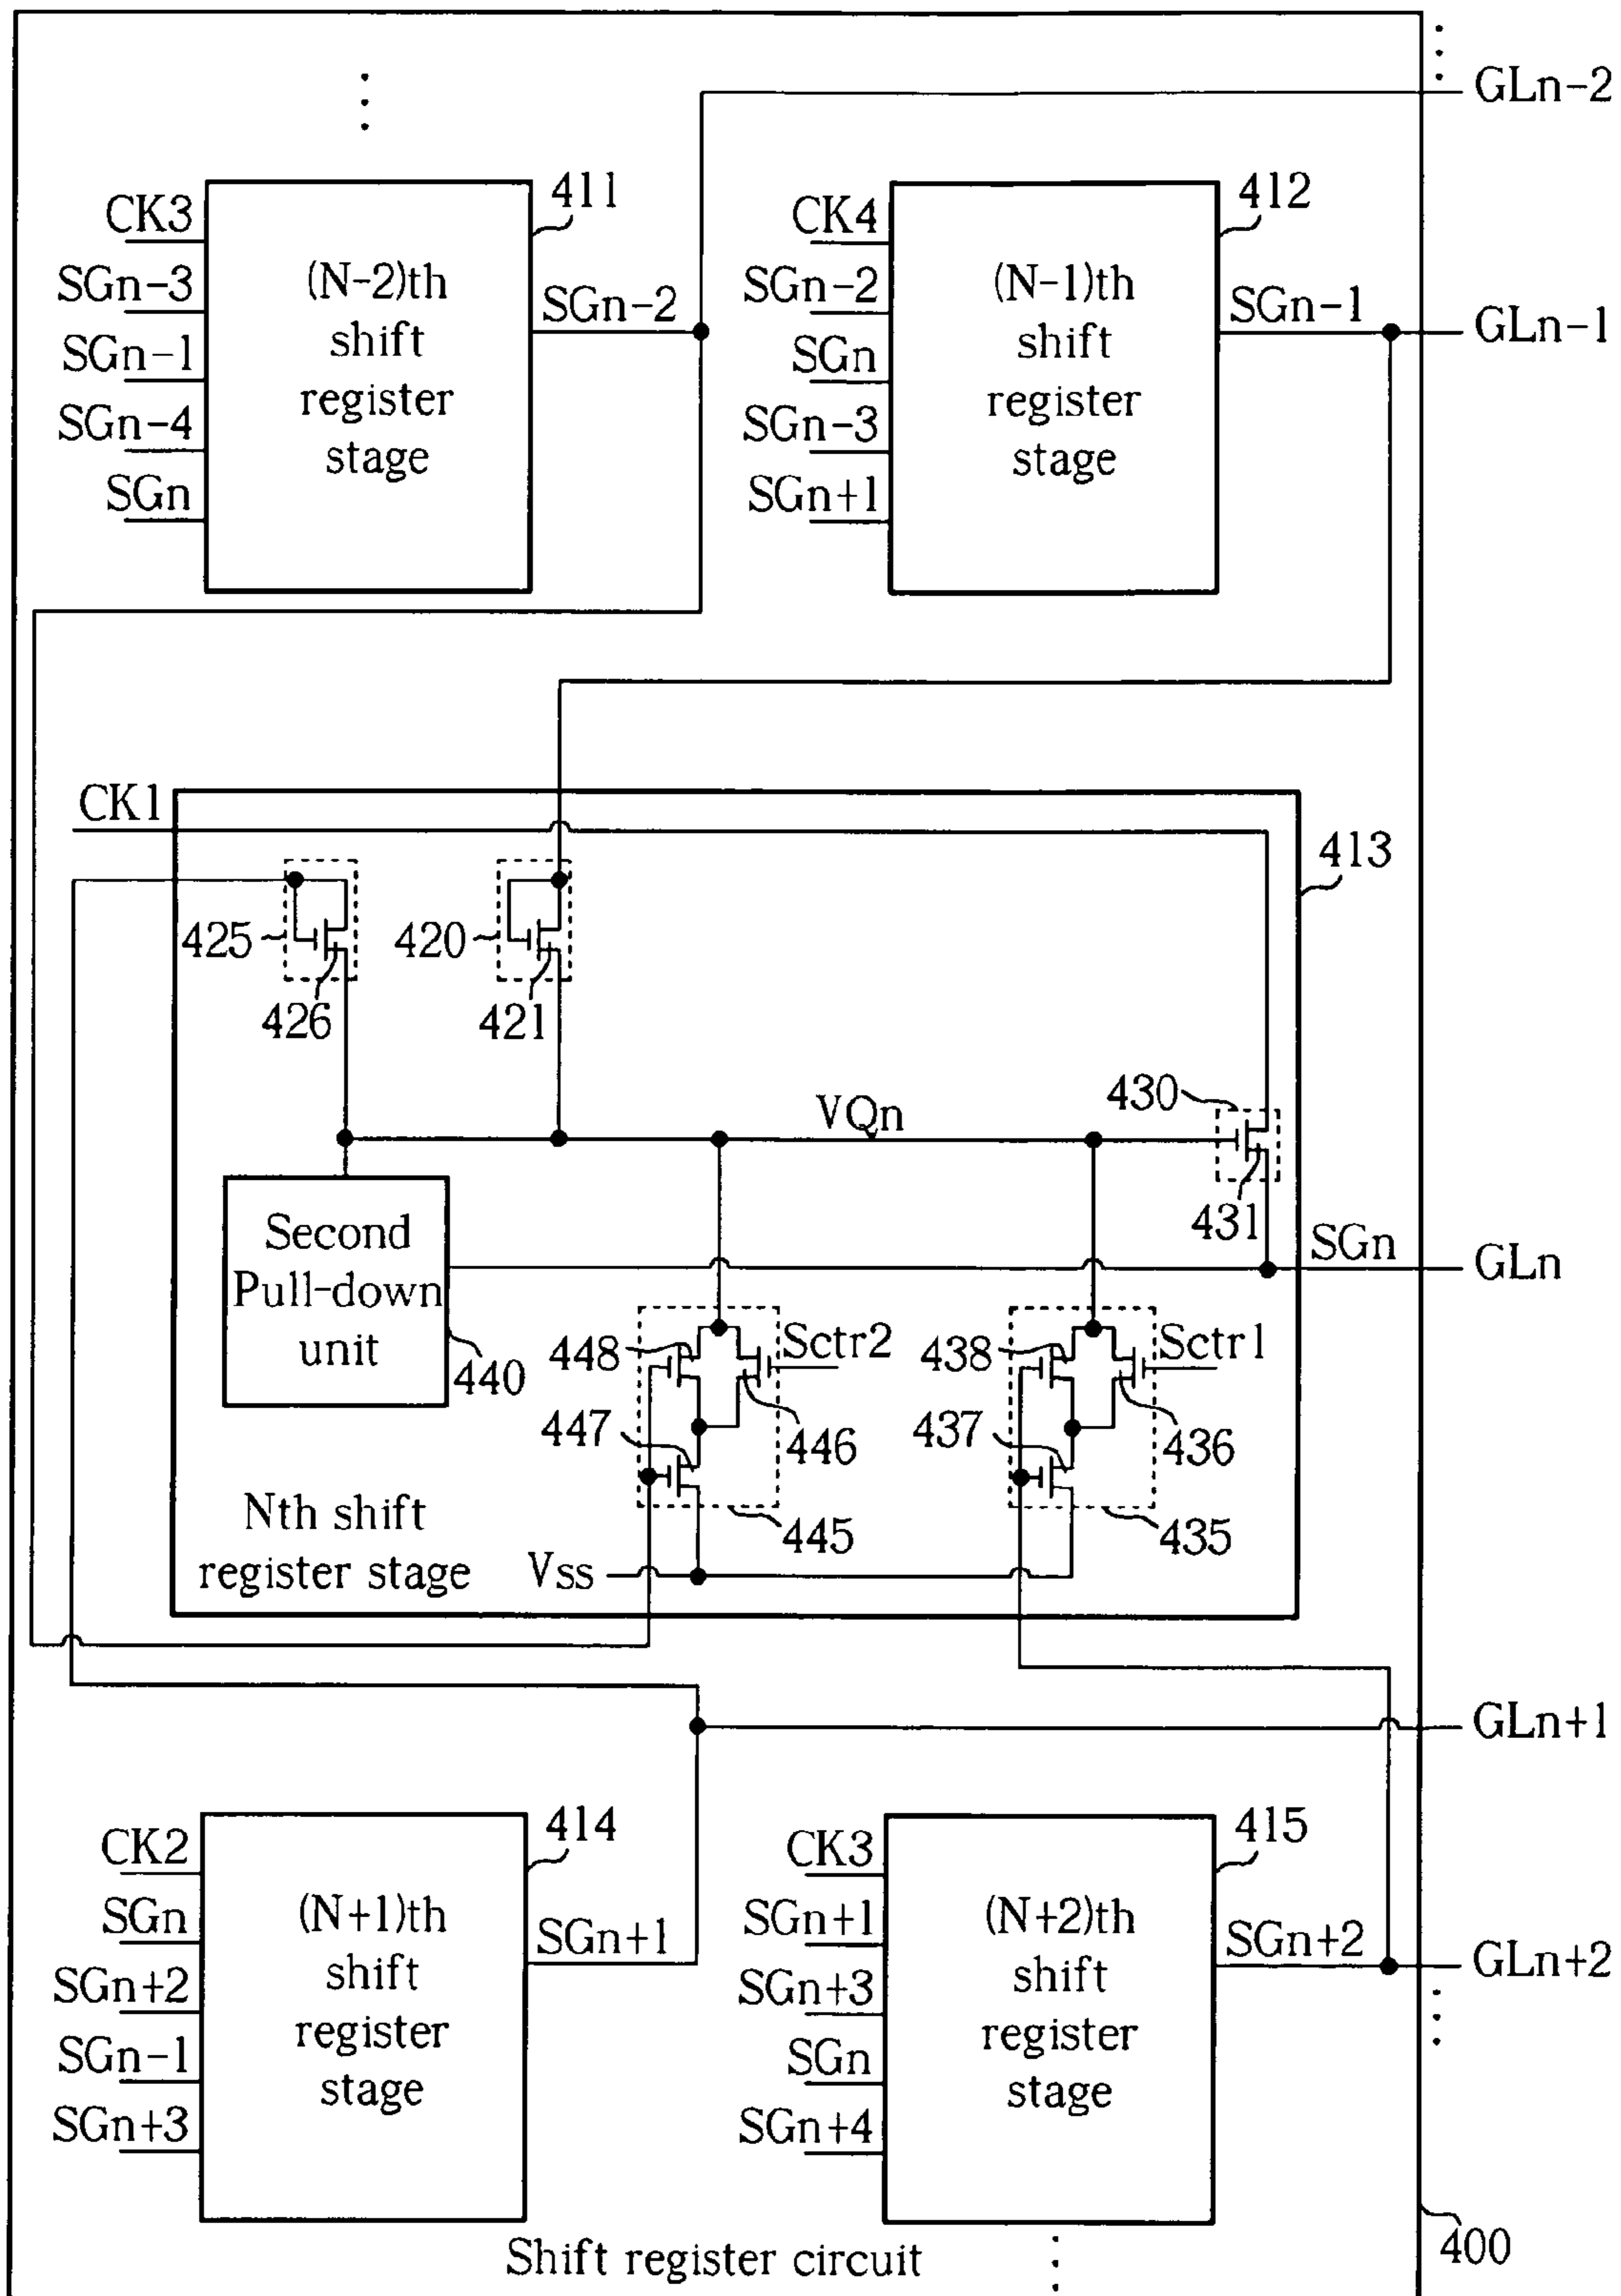 GLn-2
411
412
CK3
SGn-3
SGn-1
SGn-4
SGn
(N-2)th
shift
register
stage
SGn-2
CK4
SGn-2
SGn
SGn-3
SGn+1
(N-1)th
shift
register
stage
SGn-1
GLn-1
CK1
413
425
426
420
421
VQn
430
431
SGn
GLn
Second
Pull-down
unit
440
448
Sctr2
447
446
445
438
Sctr1
437
436
435
Nth shift
register stage
Vss
GLn+1
414
415
CK2
SGn
SGn+2
SGn-1
SGn+3
(N+1)th
shift
register
stage
SGn+1
CK3
SGn+1
SGn+3
SGn
SGn+4
(N+2)th
shift
register
stage
SGn+2
GLn+2
Shift register circuit
400